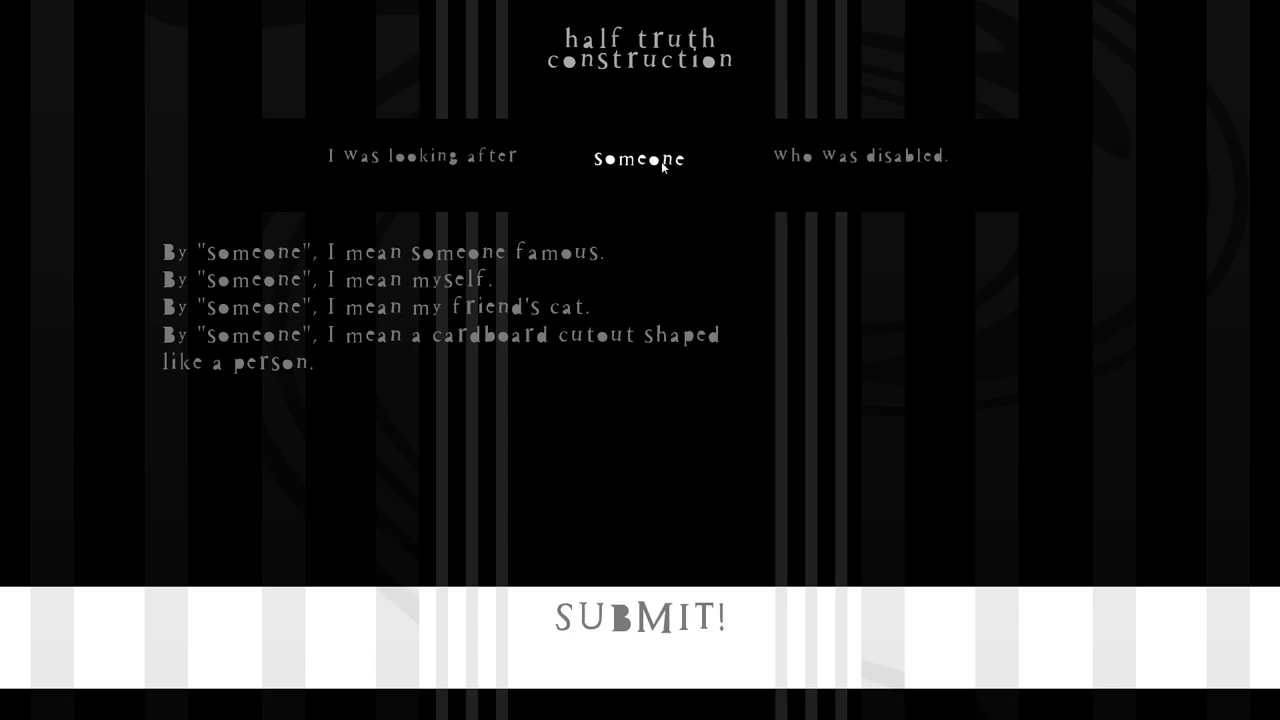 half truth
construction
I was looking after someone who was disabled.
By "someone", I mean someone famous.
By "someone", I mean myself.
By "someone", I mean my friend's cat.
By "someone", I mean a cardboard cutout shaped
like a person.
SUBMIT!